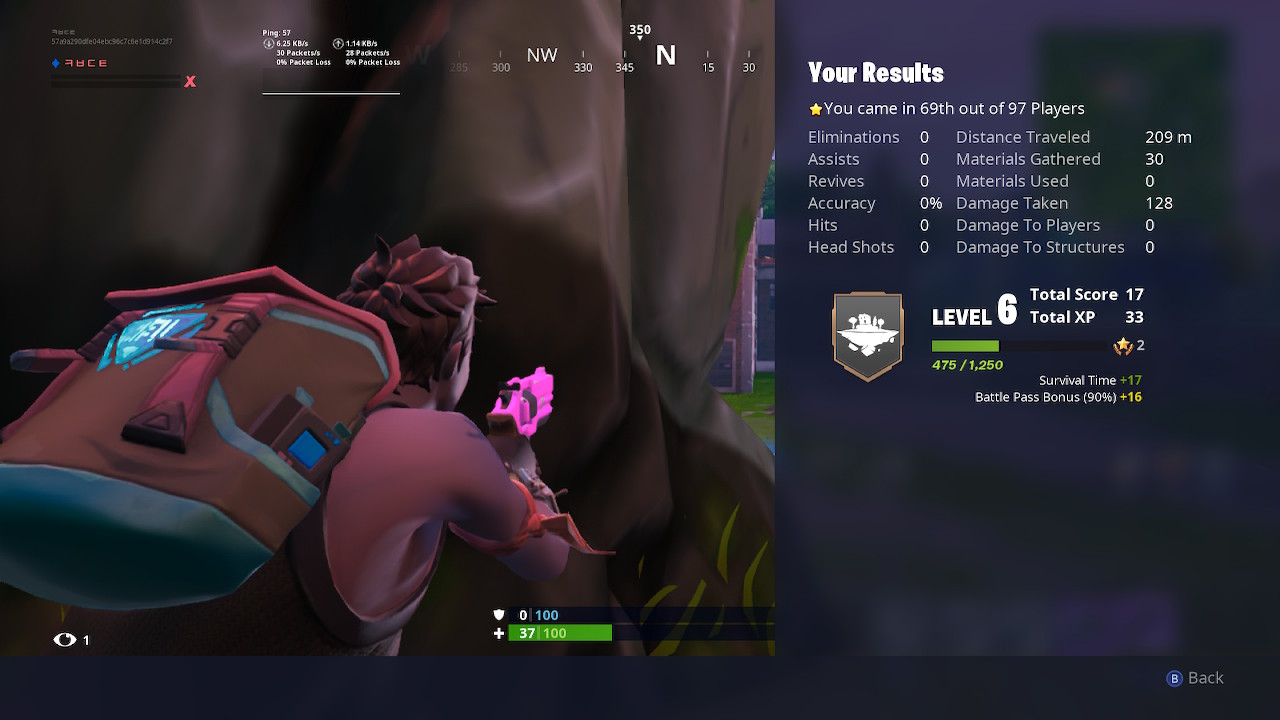 57a9a290dfe04ebc96c7c6e1d914c2f7
X
Ping: 57
6.25 KB/s 1.14 KB/s
30 Packets/s 28 Packets/s
0% Packet Loss 0% Packet Loss
350
W NW N
285 300 330 345 15 30
0 | 100
37 | 100
1
Your Results
You came in 69th out of 97 Players
Eliminations 0 Distance Traveled 209 m
Assists 0 Materials Gathered 30
Revives 0 Materials Used 0
Accuracy 0% Damage Taken 128
Hits 0 Damage To Players 0
Head Shots 0 Damage To Structures 0
LEVEL 6 Total Score 17
Total XP 33
2
475 / 1,250
Survival Time +17
Battle Pass Bonus (90%) +16
B Back